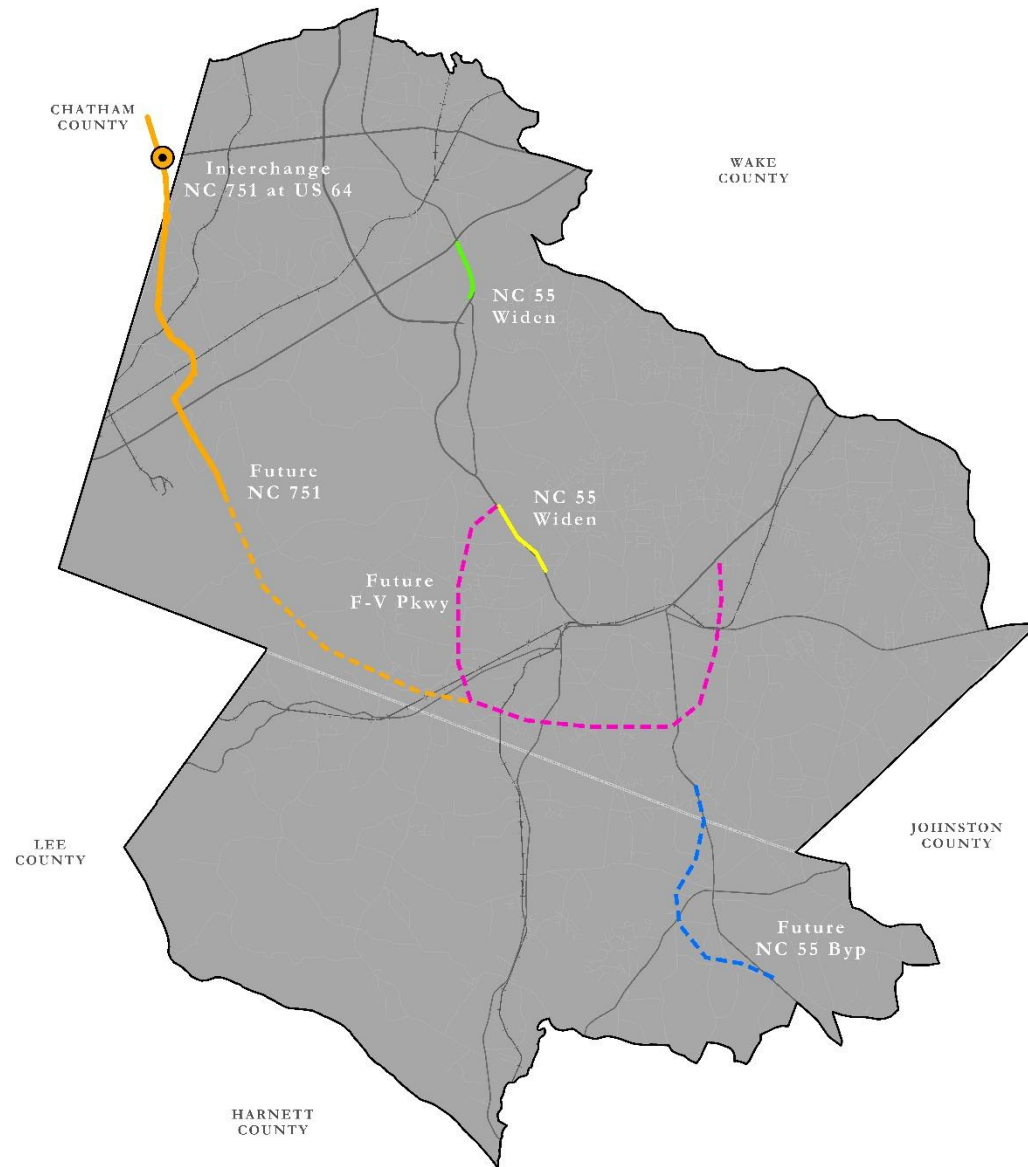 CHATHAM
COUNTY
Interchange
NC 751 at US 64
WAKE
COUNTY
NC 55
Widen
Future
NC 751
NC 55
Widen
Future
F-V Pkwy
LEE
COUNTY
JOHNSTON
COUNTY
Future
NC 55 Byp
HARNETT
COUNTY